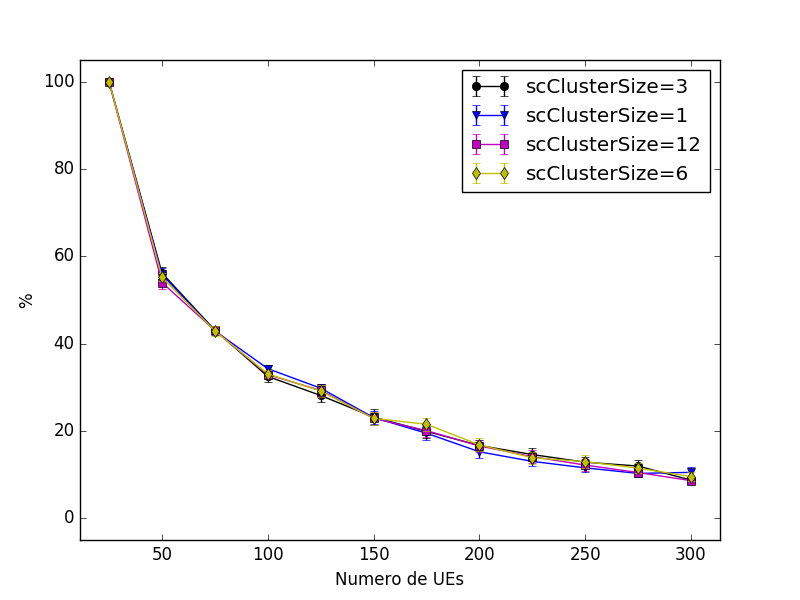 100
80
60
40
20
0
%
50 100 150 200 250 300
Numero de UEs
scClusterSize=3
scClusterSize=1
scClusterSize=12
scClusterSize=6